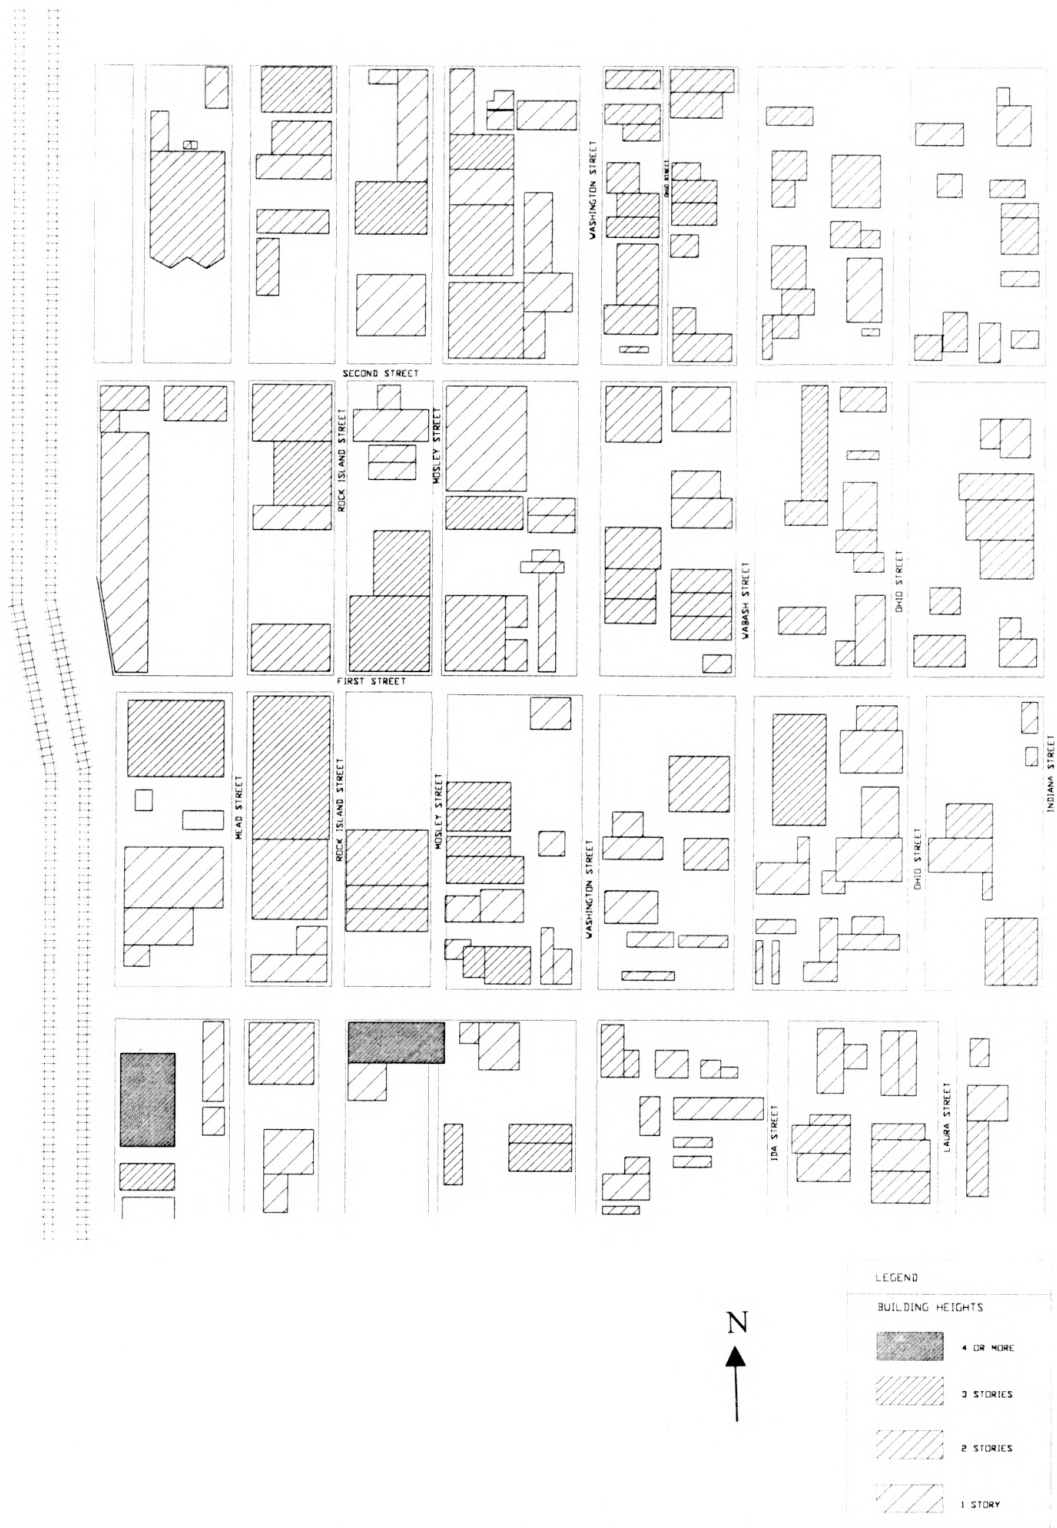 WASHINGTON STREET
OHIO STREET
SECOND STREET
ROCK ISLAND STREET
MOSLEY STREET
WABASH STREET
OHIO STREET
FIRST STREET
MEAD STREET
ROCK ISLAND STREET
MOSLEY STREET
WASHINGTON STREET
OHIO STREET
INDIANA STREET
IDA STREET
LAURA STREET
LEGEND
BUILDING HEIGHTS
N
4 OR MORE
3 STORIES
2 STORIES
1 STORY